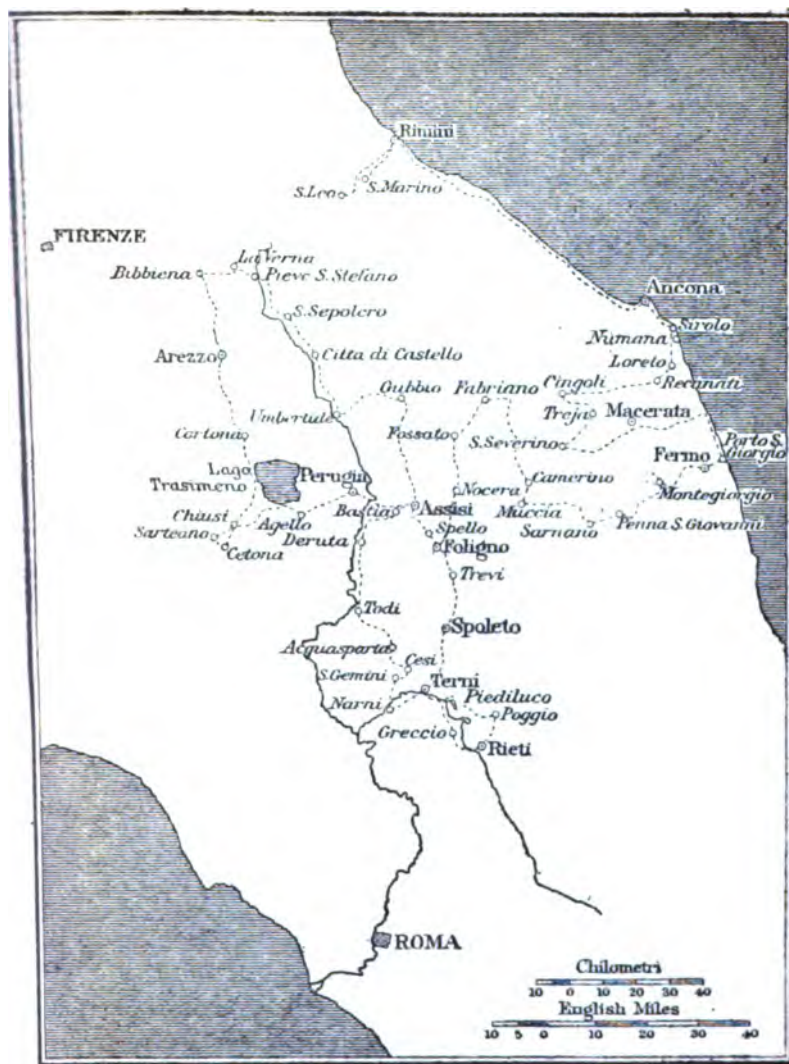 Rimini
S. Leo
S. Marino
FIRENZE
La Verna
Bibbiena
Pieve S. Stefano
S. Sepolcro
Ancona
Sirolo
Numana
Arezzo
Citta di Castello
Loreto
Gubbio
Fabriano
Cingoli
Recanati
Umbertide
Treja
Macerata
Cortona
Fossato
S. Severino
Porto S.
Giorgio
Fermo
Lago
Trasimeno
Perugia
Camerino
Montegiorgio
Nocera
Chiusi
Agello
Bastia
Assisi
Muccia
Sarnano
Penna S. Giovanni
Sarteano
Cetona
Deruta
Spello
Foligno
Trevi
Todi
Spoleto
Acquasparta
Cesi
S. Gemini
Terni
Narni
Piediluco
Poggio
Greccio
Rieti
ROMA
Chilometri
10 0 10 20 30 40
English Miles
10 5 0 10 20 30 40